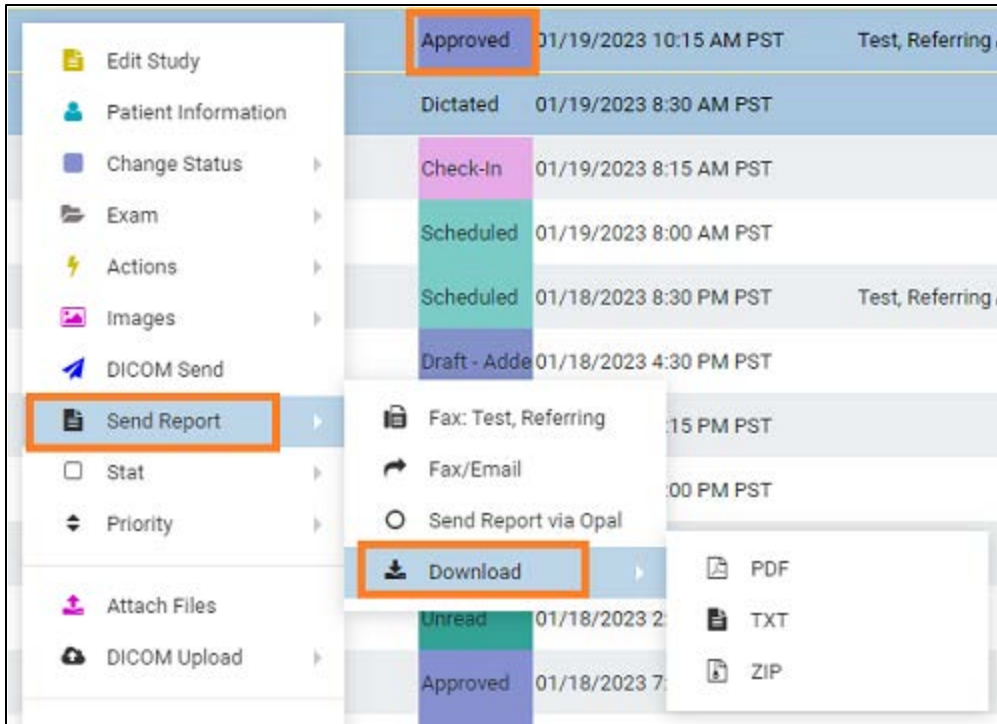 Edit Study
Patient Information
Change Status
Exam
Actions
Images
DICOM Send
Send Report
Stat
Priority
Attach Files
DICOM Upload
Approved 01/19/2023 10:15 AM PST Test, Referring
Dictated 01/19/2023 8:30 AM PST
Check-In 01/19/2023 8:15 AM PST
Scheduled 01/19/2023 8:00 AM PST
Scheduled 01/18/2023 8:30 PM PST Test, Referring
Draft - Adde 01/18/2023 4:30 PM PST
:15 PM PST
:00 PM PST
Unread 01/18/2023 2:
Approved 01/18/2023 7:
Fax: Test, Referring
Fax/Email
Send Report via Opal
Download
PDF
TXT
ZIP